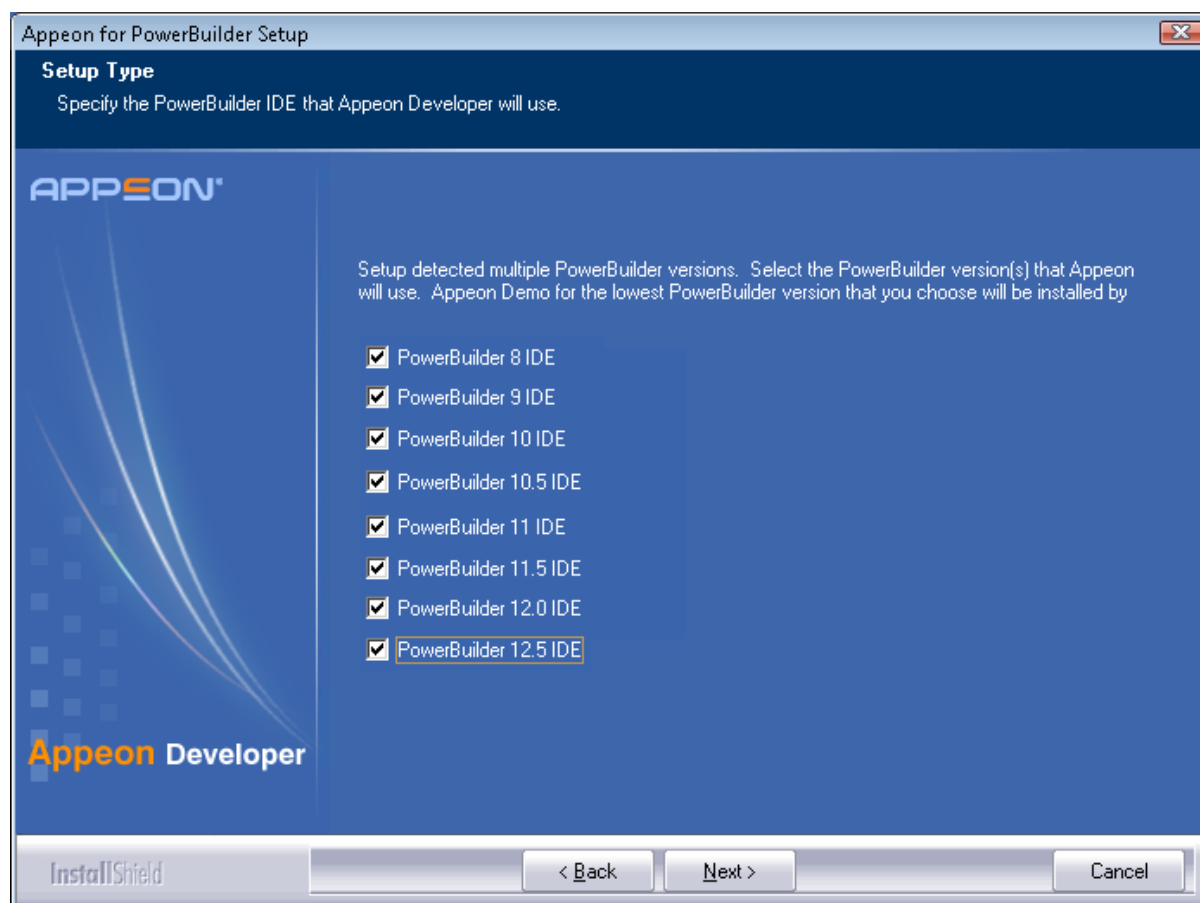 Appeon for PowerBuilder Setup
Setup Type
Specify the PowerBuilder IDE that Appeon Developer will use.
APPEON
Setup detected multiple PowerBuilder versions. Select the PowerBuilder version(s) that Appeon
will use. Appeon Demo for the lowest PowerBuilder version that you choose will be installed by
PowerBuilder 8 IDE
PowerBuilder 9 IDE
PowerBuilder 10 IDE
PowerBuilder 10.5 IDE
PowerBuilder 11 IDE
PowerBuilder 11.5 IDE
PowerBuilder 12.0 IDE
PowerBuilder 12.5 IDE
Appeon Developer
InstallShield
< Back
Next >
Cancel